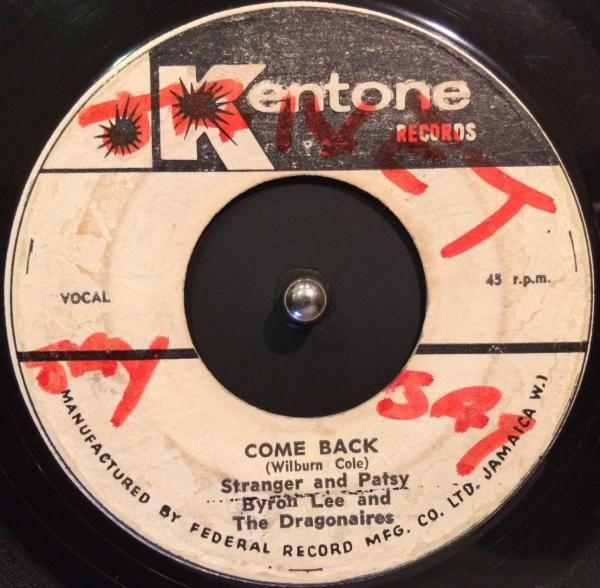 Kentone
RECORDS
VOCAL
45 r.p.m.
COME BACK
(Wilburn Cole)
Stranger and Patsy
Byron Lee and
The Dragonaires
MANUFACTURED BY FEDERAL RECORD MFG. CO. LTD. JAMAICA W.I